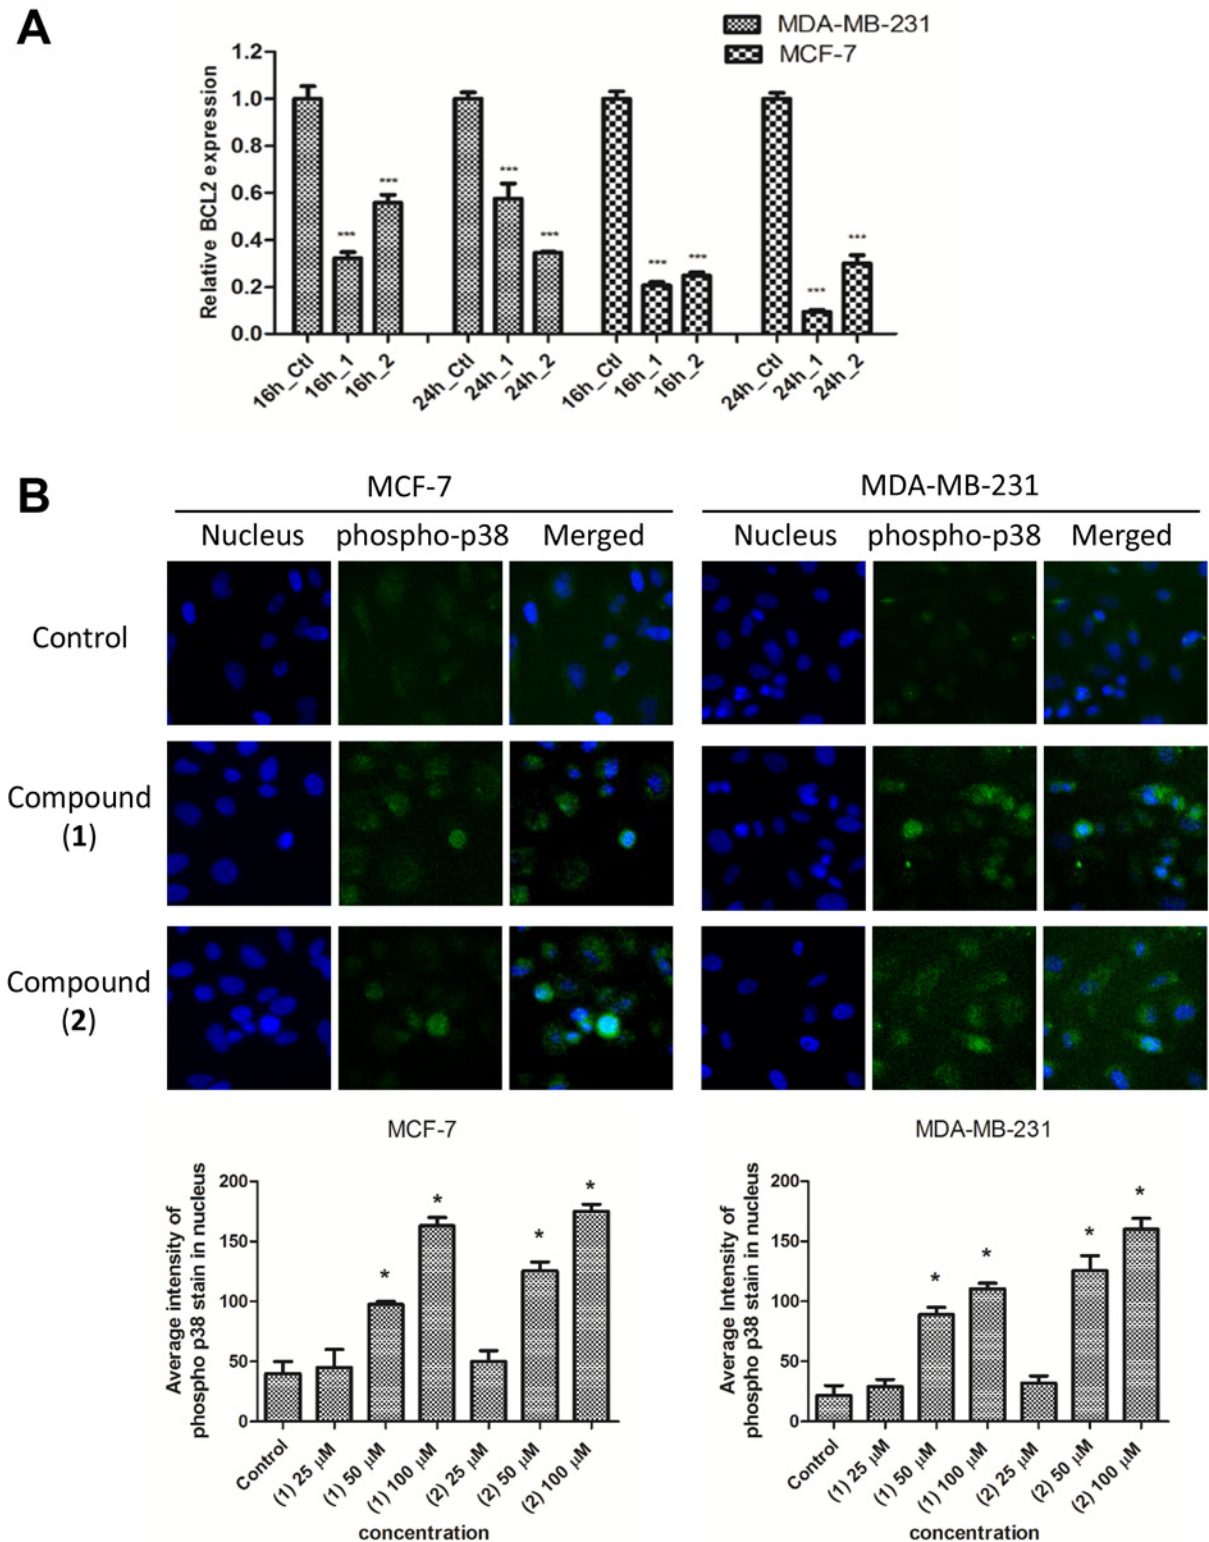 A
MDA-MB-231
MCF-7
Relative BCL2 expression
1.2
1.0
0.8
0.6
0.4
0.2
0.0
***
***
***
***
***
***
***
***
16h_Ctl
16h_1
16h_2
24h_Ctl
24h_1
24h_2
16h_Ctl
16h_1
16h_2
24h_Ctl
24h_1
24h_2
B
MCF-7
MDA-MB-231
Nucleus phospho-p38 Merged
Nucleus phospho-p38 Merged
Control
Compound
(1)
Compound
(2)
MCF-7
Average intensity of
phospho p38 stain in nucleus
200
150
100
50
0
*
*
*
*
Control
(1) 25 µM
(1) 50 µM
(1) 100 µM
(2) 25 µM
(2) 50 µM
(2) 100 µM
concentration
MDA-MB-231
Average Intensity of
phospho p38 stain in nucleus
200
150
100
50
0
*
*
*
*
Control
(1) 25 µM
(1) 50 µM
(1) 100 µM
(2) 25 µM
(2) 50 µM
(2) 100 µM
concentration